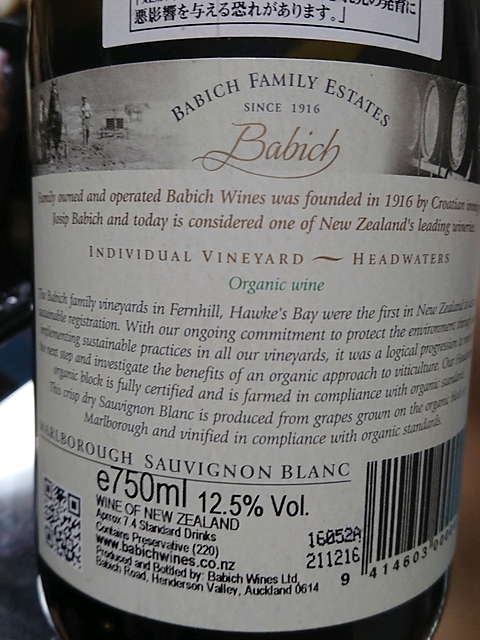 悪影響を与える恐れがあります。」
BABICH FAMILY ESTATES
SINCE 1916
Babich
Family owned and operated Babich Wines was founded in 1916 by Croatian
Josip Babich and today is considered one of New Zealand's leading wineries.
INDIVIDUAL VINEYARD ~ HEADWATERS
Organic wine
The Babich family vineyards in Fernhill, Hawke's Bay were the first in New Zealand
sustainable registration. With our ongoing commitment to protect the environment
implementing sustainable practices in all our vineyards, it was a logical progression
next step and investigate the benefits of an organic approach to viticulture. Our
organic block is fully certified and is farmed in compliance with organic
This crisp dry Sauvignon Blanc is produced from grapes grown on the organic
Marlborough and vinified in compliance with organic standards.
MARLBOROUGH SAUVIGNON BLANC
e750ml 12.5% Vol.
WINE OF NEW ZEALAND
Aprox 7.4 Standard Drinks
Contains Preservative (220)
www.babichwines.co.nz
Produced and Bottled by: Babich Wines Ltd,
Babich Road, Henderson Valley, Auckland 0614
16052A
211216
9 414603